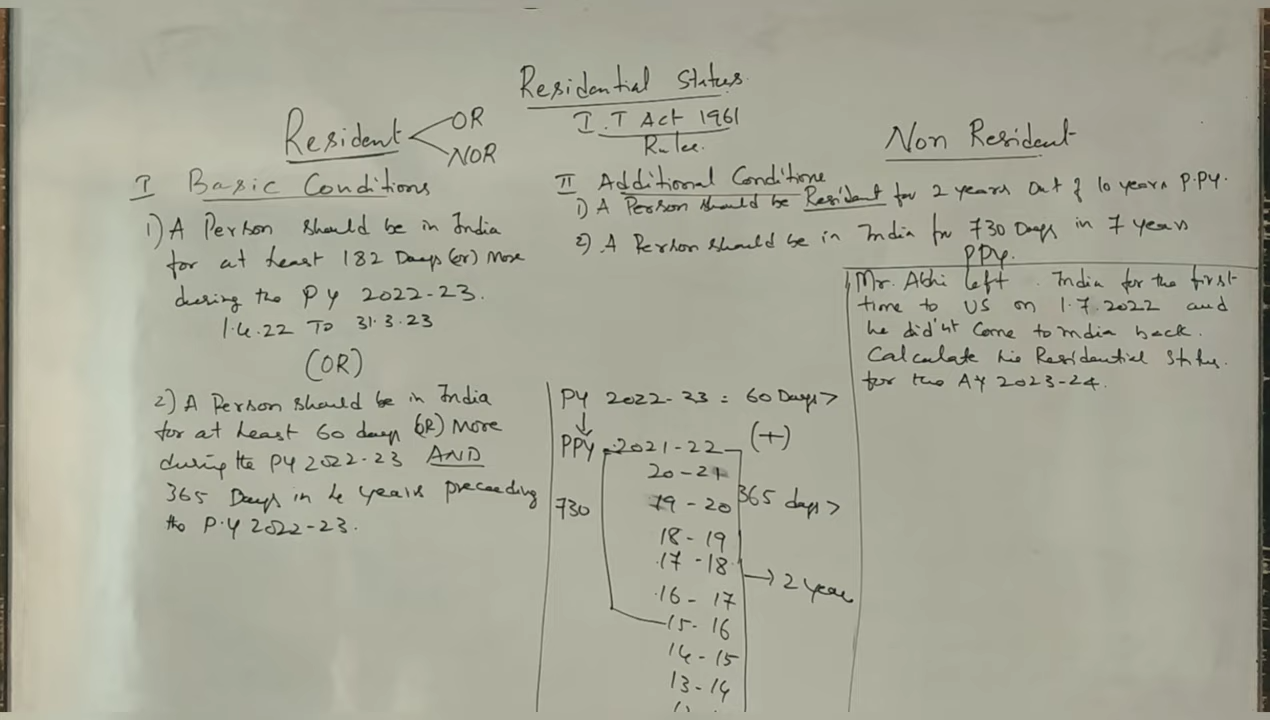 Residential Status
I.T Act 1961
Rules.
Resident
OR
NOR
Non Resident
I Basic Conditions
1) A Person should be in India
for at least 182 Days (or) More
during the PY 2022-23.
1.4.22 To 31.3.23
(OR)
2) A Person should be in India
for at least 60 days (OR) More
during the PY 2022-23 AND
365 Days in 4 years preceeding
the P.Y 2022-23.
II Additional Conditions
1) A Person should be Resident for 2 years out of 10 years P.PY.
2) A Person should be in India for 730 Days in 7 years
PPY.
PY 2022-23 = 60 Days >
PPY 2021-22 (+)
20-21
730 19-20 365 days >
18-19
17-18
→ 2 years
16-17
15-16
14-15
13-14
Mr. Abhi left India for the first
time to US on 1.7.2022 and
he did'nt come to India back.
Calculate his Residential Status.
for the AY 2023-24.